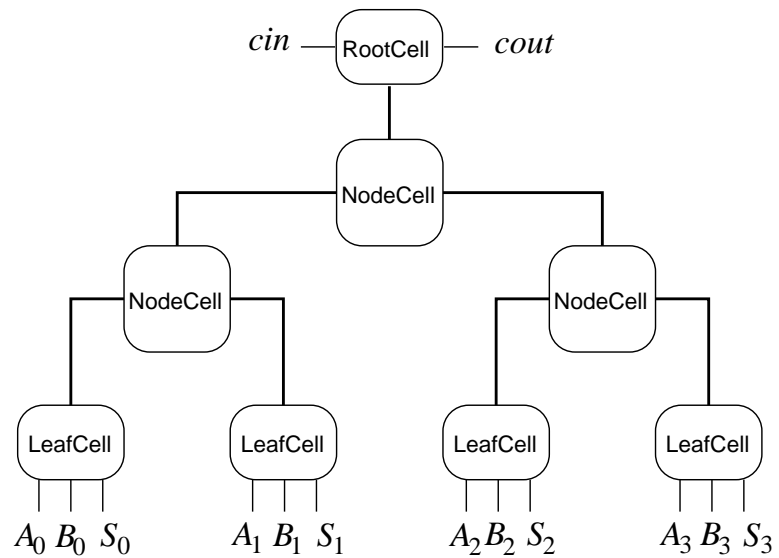 cin RootCell cout
NodeCell
NodeCell NodeCell
LeafCell LeafCell LeafCell LeafCell
A0 B0 S0 A1 B1 S1 A2 B2 S2 A3 B3 S3